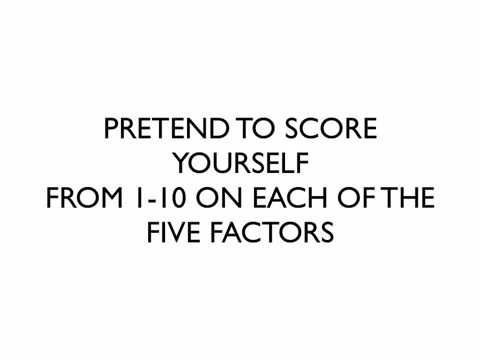 PRETEND TO SCORE
YOURSELF
FROM 1-10 ON EACH OF THE
FIVE FACTORS